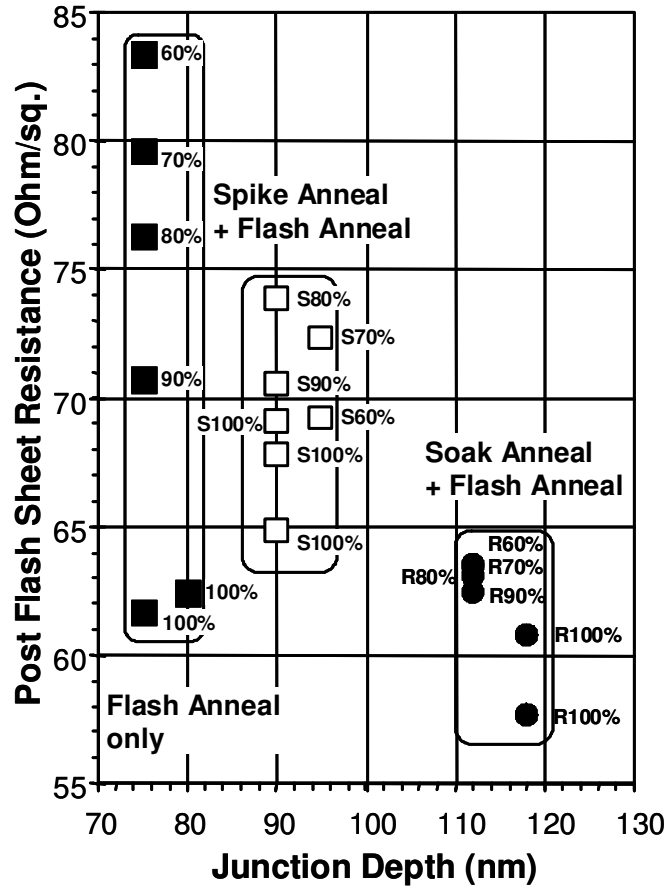 Post Flash Sheet Resistance (Ohm/sq.)
85
80
75
70
65
60
55
60%
70%
80%
90%
100%
100%
Spike Anneal
+ Flash Anneal
S80%
S70%
S90%
S100%
S60%
S100%
S100%
Soak Anneal
+ Flash Anneal
R60%
R70%
R80%
R90%
R100%
R100%
Flash Anneal
only
70 80 90 100 110 120 130
Junction Depth (nm)